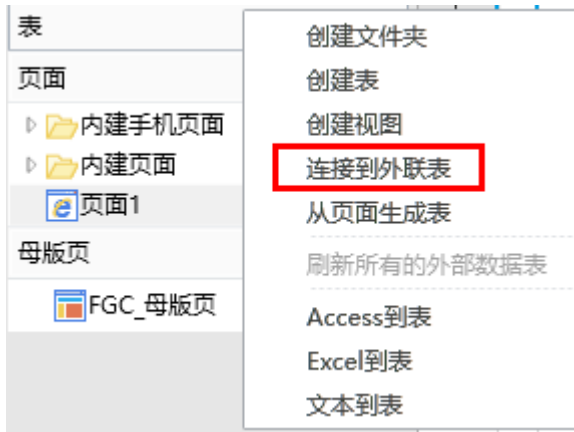 表
页面
内建手机页面
内建页面
页面1
母版页
FGC_母版页
创建文件夹
创建表
创建视图
连接到外联表
从页面生成表
刷新所有的外部数据表
Access到表
Excel到表
文本到表